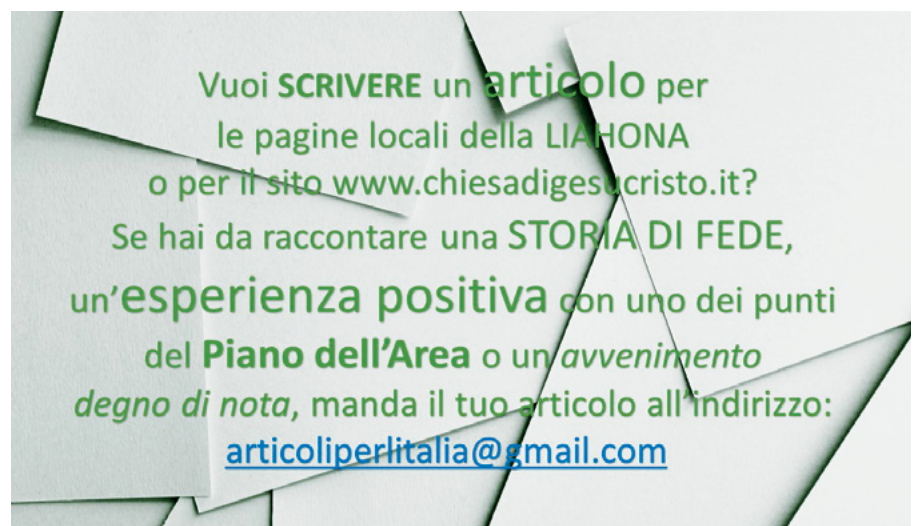 Vuoi SCRIVERE un articolo per
le pagine locali della LIAHONA
o per il sito www.chiesadigesucristo.it?
Se hai da raccontare una STORIA DI FEDE,
un’esperienza positiva con uno dei punti
del Piano dell’Area o un avvenimento
degno di nota, manda il tuo articolo all’indirizzo:
articoliperlitalia@gmail.com